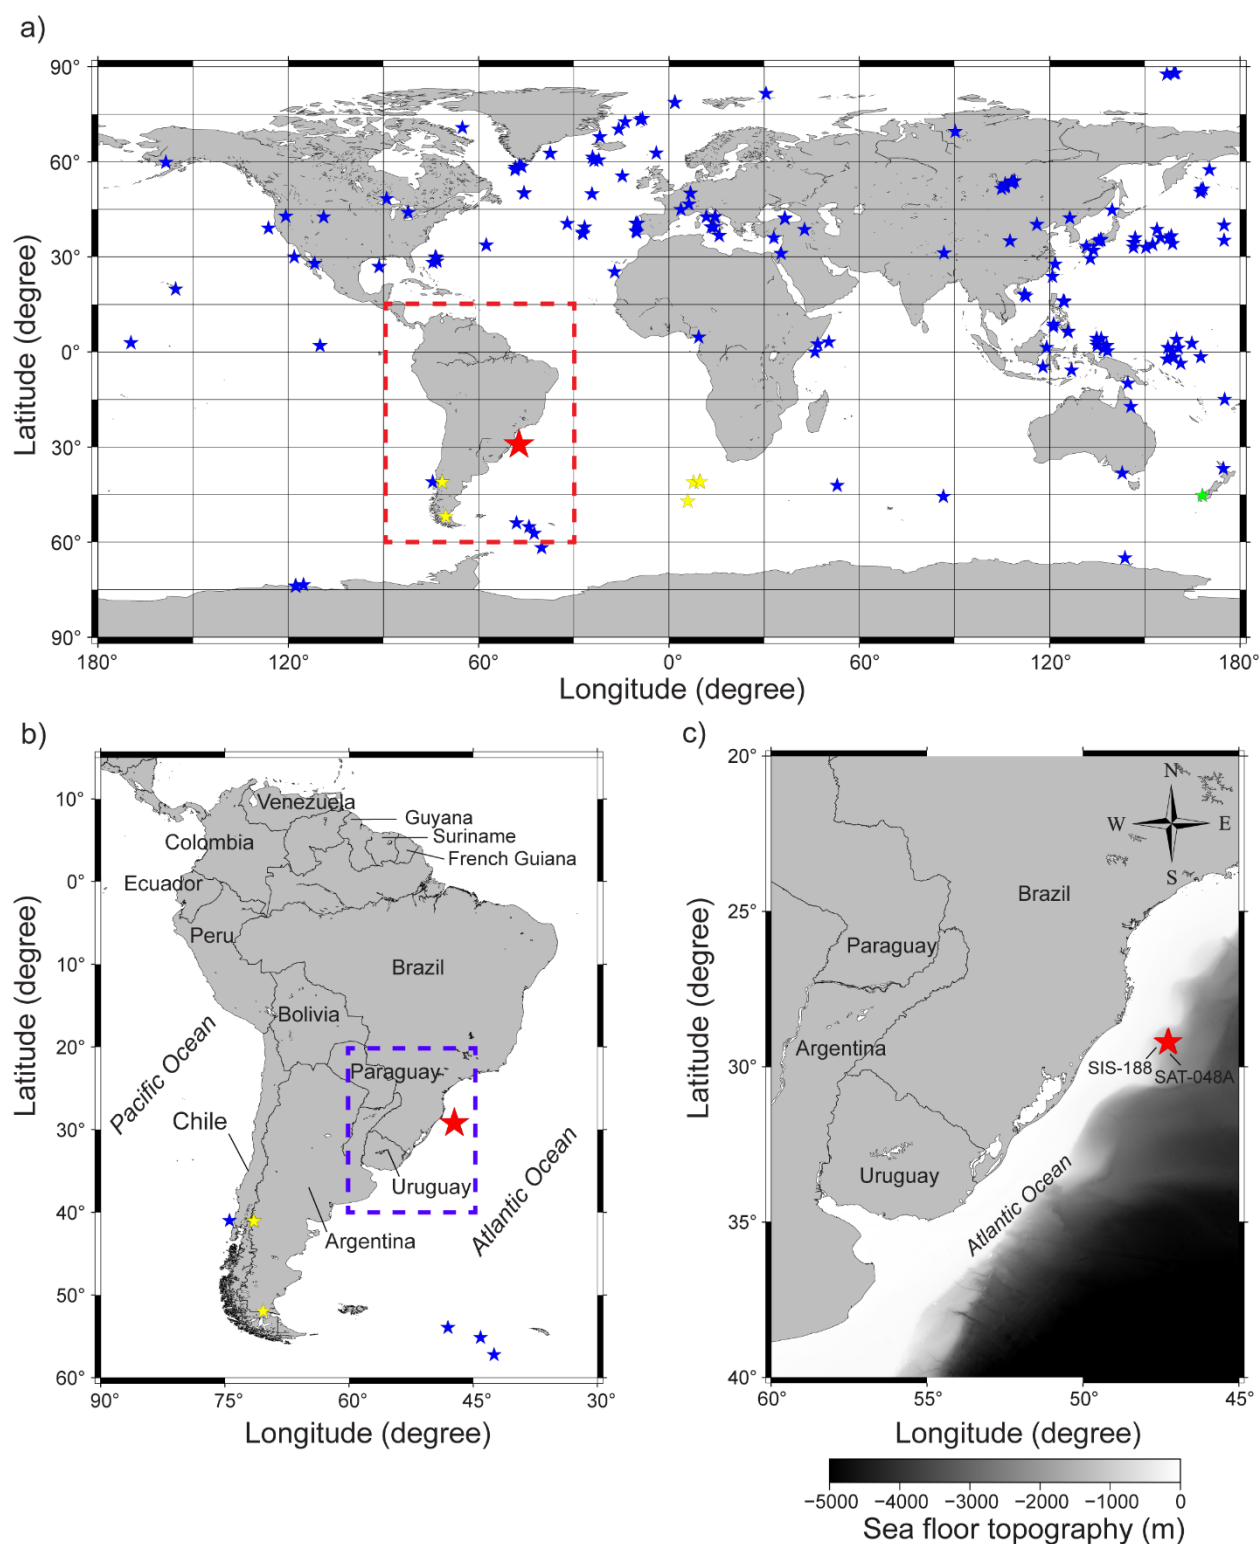 a)
90°
60°
30°
0°
30°
60°
90°
Latitude (degree)
180°
120°
60°
0°
60°
120°
180°
Longitude (degree)
b)
10°
0°
10°
20°
30°
40°
50°
60°
Latitude (degree)
Venezuela
Guyana
Suriname
French Guiana
Colombia
Ecuador
Peru
Brazil
Bolivia
Paraguay
Pacific Ocean
Chile
Uruguay
Argentina
Atlantic Ocean
90°
75°
60°
45°
30°
Longitude (degree)
c)
20°
25°
30°
35°
40°
Latitude (degree)
N
W
E
S
Brazil
Paraguay
Argentina
SIS-188
SAT-048A
Uruguay
Atlantic Ocean
60°
55°
50°
45°
Longitude (degree)
−5000 −4000 −3000 −2000 −1000 0
Sea floor topography (m)